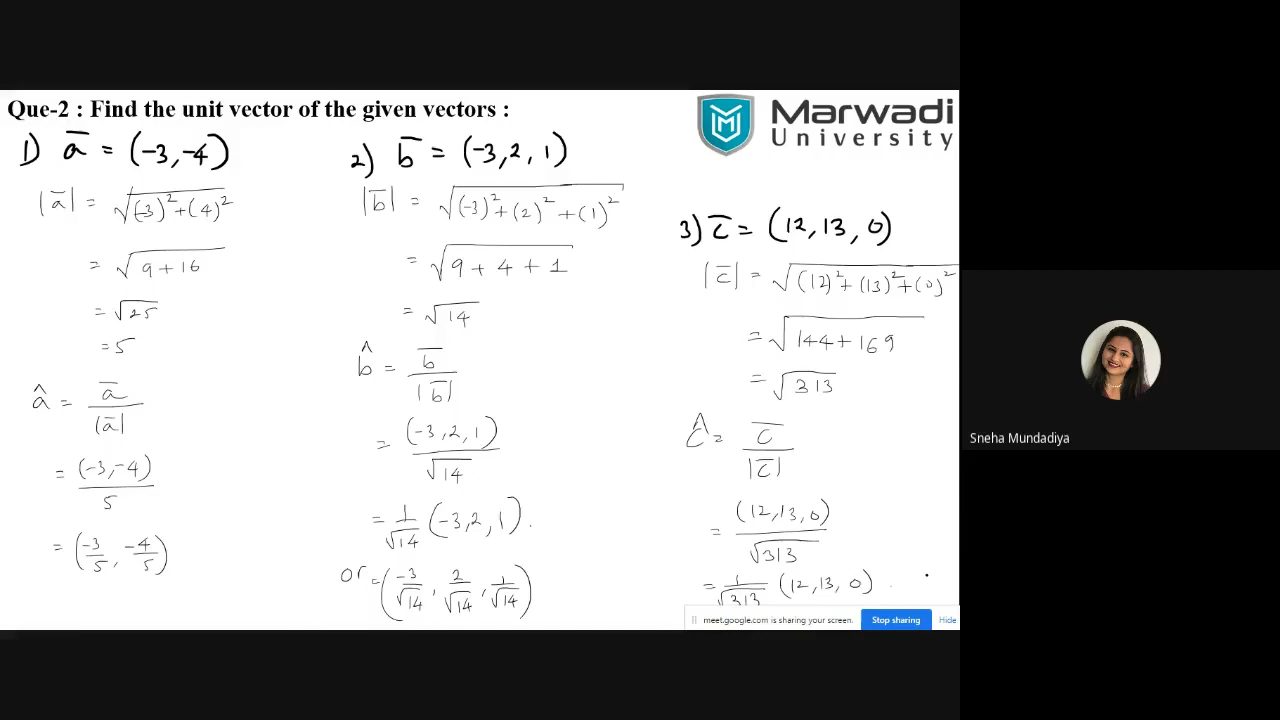 Que-2 : Find the unit vector of the given vectors :
Marwadi
University
1) a̅ = (-3,-4)
|a̅| = √(-3)²+(4)²
= √9+16
= √25
= 5
â = a̅/|a̅|
= (-3,-4)/5
= (-3/5, -4/5)
2) b̅ = (-3,2,1)
|b̅| = √(-3)²+(2)²+(1)²
= √9+4+1
= √14
b̂ = b̅/|b̅|
= (-3,2,1)/√14
= 1/√14 (-3,2,1).
or = (-3/√14, 2/√14, 1/√14)
3) c̅ = (12,13,0)
|c̅| = √(12)²+(13)²+(0)²
= √144+169
= √313
ĉ = c̅/|c̅|
= (12,13,0)/√313
= 1/√313 (12,13,0).
meet.google.com is sharing your screen.
Stop sharing
Hide
Sneha Mundadiya